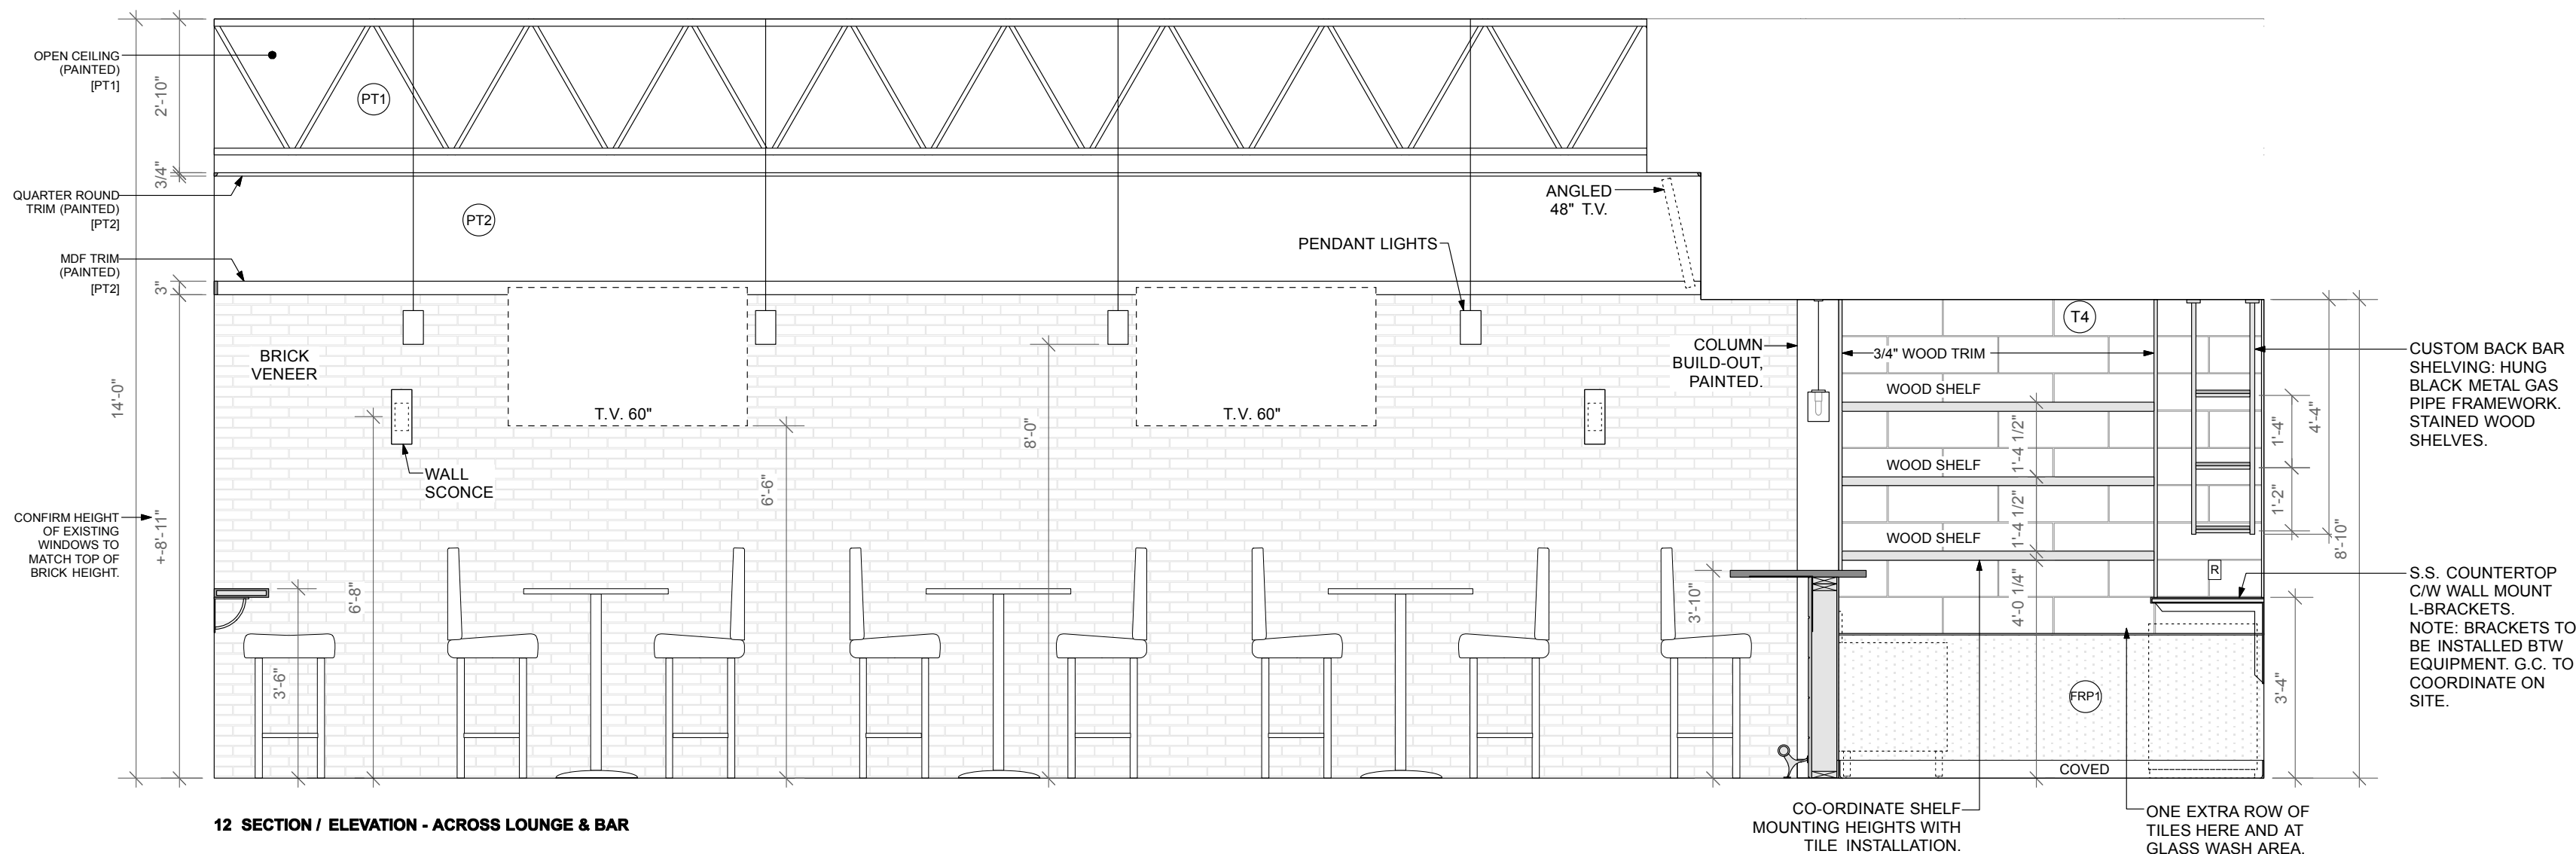 OPEN CEILING
(PAINTED)
[PT1]
2'-10"
PT1
3/4"
QUARTER ROUND
TRIM (PAINTED)
[PT2]
PT2
ANGLED
48" T.V.
PENDANT LIGHTS
MDF TRIM
(PAINTED)
[PT2]
3"
14'-0"
BRICK
VENEER
T.V. 60"
T.V. 60"
WALL
SCONCE
8'-0"
6'-6"
6'-8"
3'-6"
3'-10"
CONFIRM HEIGHT
OF EXISTING
WINDOWS TO
MATCH TOP OF
BRICK HEIGHT.
+-8'-11"
COLUMN
BUILD-OUT,
PAINTED.
T4
3/4" WOOD TRIM
WOOD SHELF
1'-4 1/2"
WOOD SHELF
1'-4 1/2"
WOOD SHELF
4'-0 1/4"
R
FRP1
COVED
1'-4"
1'-2"
4'-4"
8'-10"
3'-4"
CUSTOM BACK BAR
SHELVING: HUNG
BLACK METAL GAS
PIPE FRAMEWORK.
STAINED WOOD
SHELVES.
S.S. COUNTERTOP
C/W WALL MOUNT
L-BRACKETS.
NOTE: BRACKETS TO
BE INSTALLED BTW
EQUIPMENT. G.C. TO
COORDINATE ON
SITE.
CO-ORDINATE SHELF
MOUNTING HEIGHTS WITH
TILE INSTALLATION.
ONE EXTRA ROW OF
TILES HERE AND AT
GLASS WASH AREA.
12 SECTION / ELEVATION - ACROSS LOUNGE & BAR